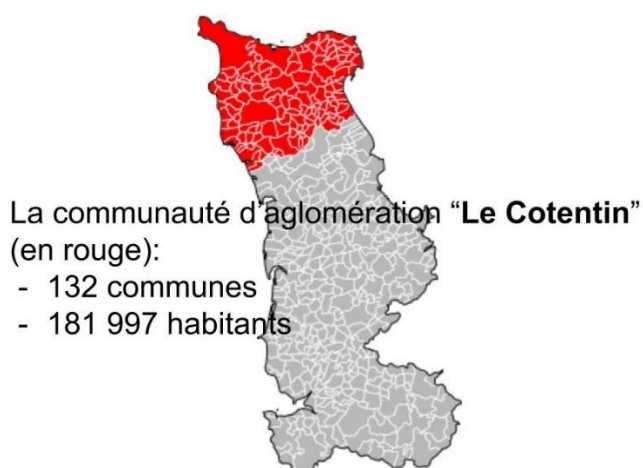 La communauté d'aglomération “Le Cotentin”
(en rouge):
- 132 communes
- 181 997 habitants